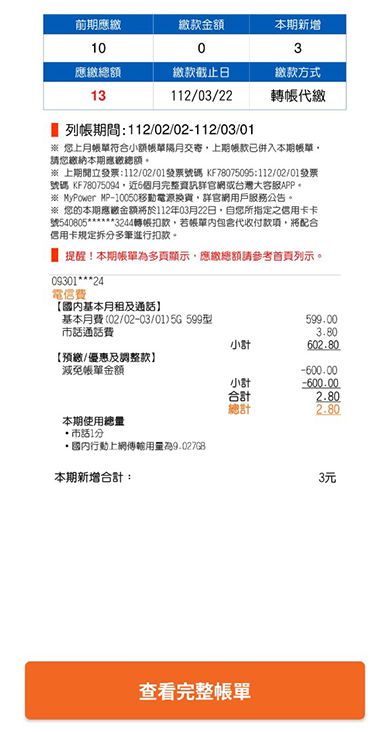 前期應繳 繳款金額 本期新增
10 0 3
應繳總額 繳款截止日 繳款方式
13 112/03/22 轉帳代繳
列帳期間:112/02/02-112/03/01
※ 您上月帳單符合小額帳單隔月交寄，上期帳款已併入本期帳單，
請您繳納本期應繳總額。
※ 上期開立發票:112/02/01發票號碼 KF78075095:112/02/01發票
號碼 KF78075094，近6個月完整資訊詳官網或台灣大客服APP。
※ MyPower MP-10050移動電源換貨，詳官網用戶服務公告。
※ 您的本期應繳金額將於112年03月22日，自您所指定之信用卡卡
號540805******3244轉帳扣款，若帳單內包含代收付款項，將配合
信用卡規定拆分多筆進行扣款。
提醒！本期帳單為多頁顯示，應繳總額請參考首頁列示。
09301***24
電信費
【國內基本月租及通話】
基本月費(02/02-03/01)5G 599型 599.00
市話通話費 3.80
小計 602.80
【預繳/優惠及調整款】
減免帳單金額 -600.00
小計 -600.00
合計 2.80
總計 2.80
本期使用總量
•市話1分
•國內行動上網傳輸用量為9.027GB
本期新增合計： 3元
查看完整帳單